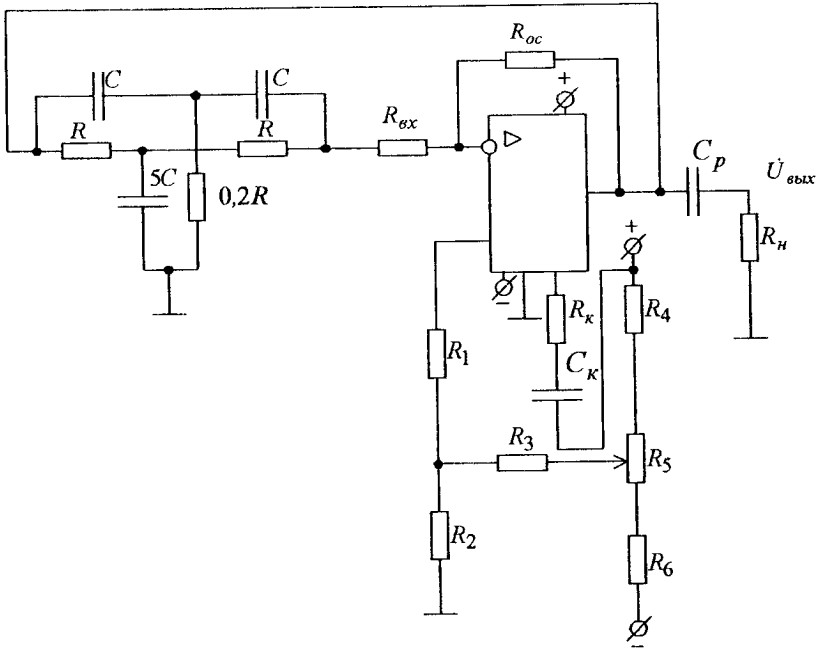 R_ос
+
C
C
R
R
R_вх
C_р
U̇_вых
5C
0,2R
+
R_н
−
R_к
R_4
R_1
C_к
R_3
R_5
R_2
R_6
−